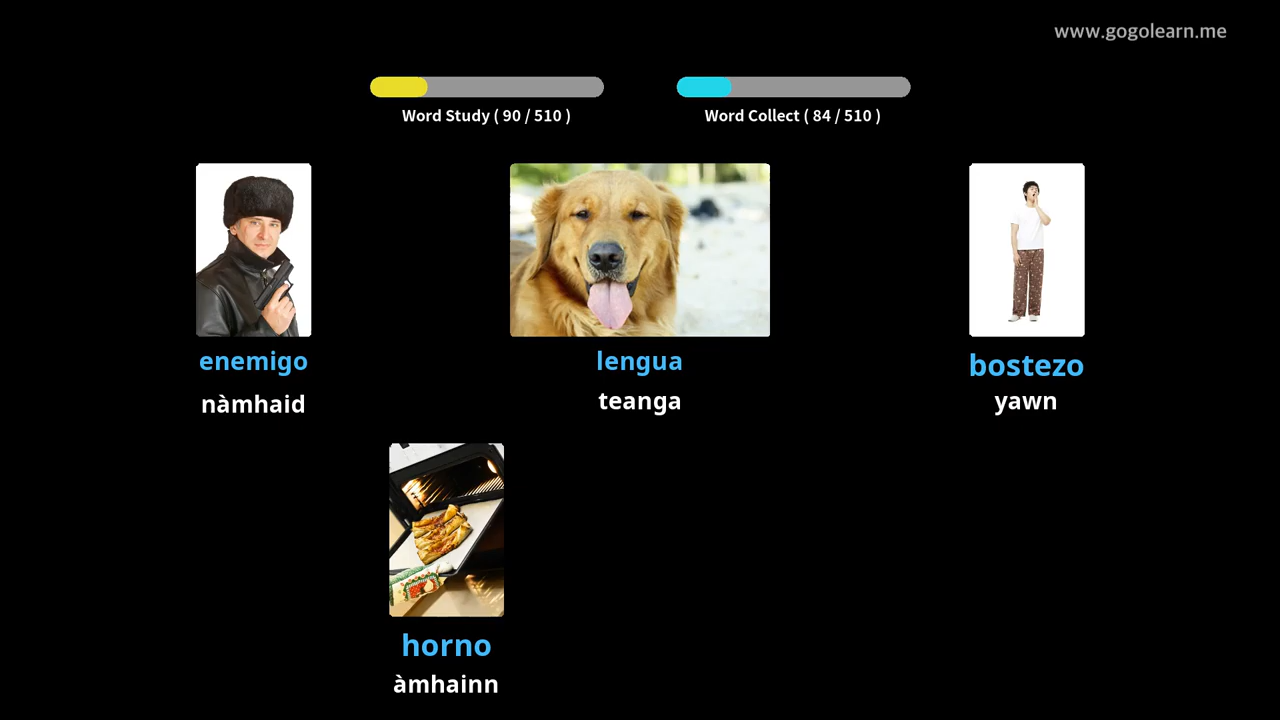 www.gogolearn.me
Word Study ( 90 / 510 )
Word Collect ( 84 / 510 )
enemigo
nàmhaid
lengua
teanga
bostezo
yawn
horno
àmhainn